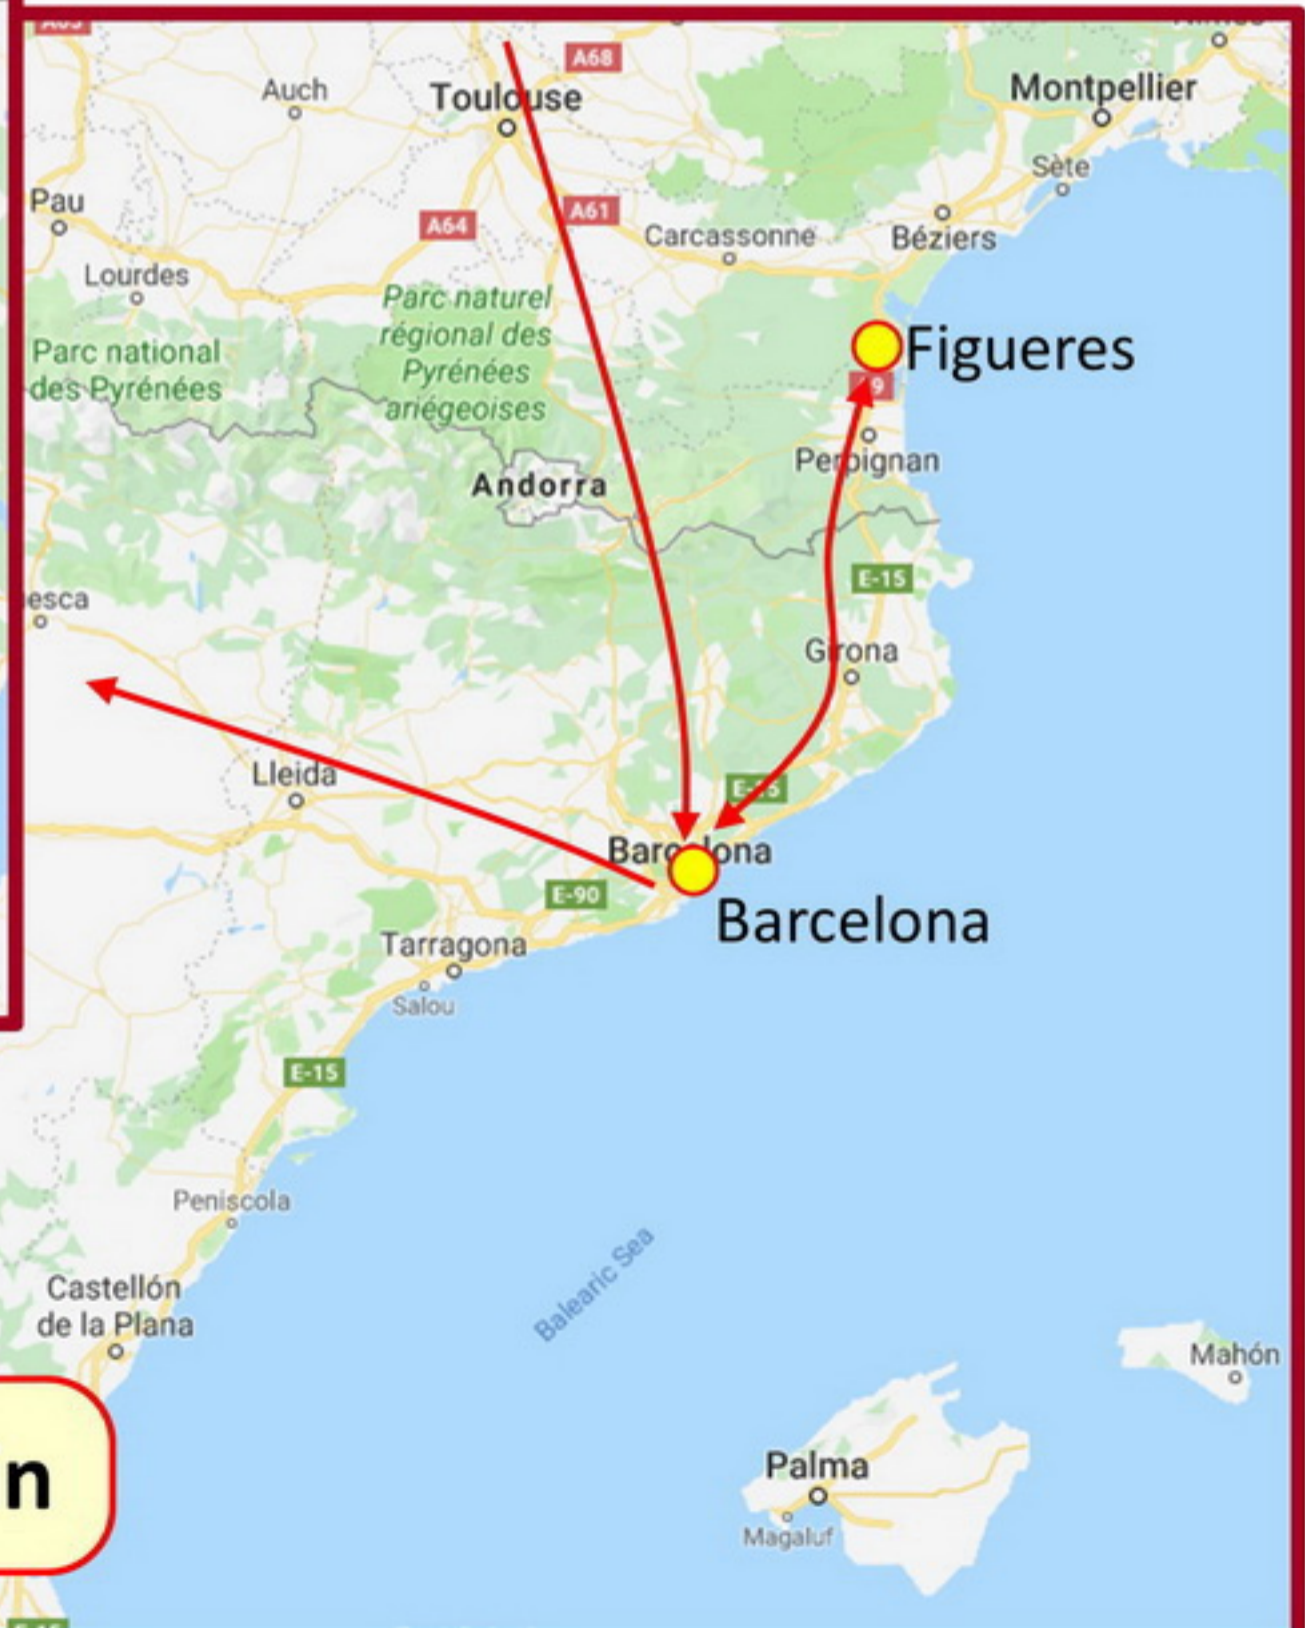 A68
Auch
Toulouse
Montpellier
Sète
Pau
A64
A61
Carcassonne
Béziers
Lourdes
Parc naturel
régional des
Pyrénées
ariégeoises
Parc national
des Pyrénées
Figueres
Perpignan
Andorra
E-15
esca
Girona
Lleida
E-15
Barcelona
E-90
Barcelona
Tarragona
Salou
E-15
Peniscola
Balearic Sea
Castellón
de la Plana
Mahón
n
Palma
Magaluf